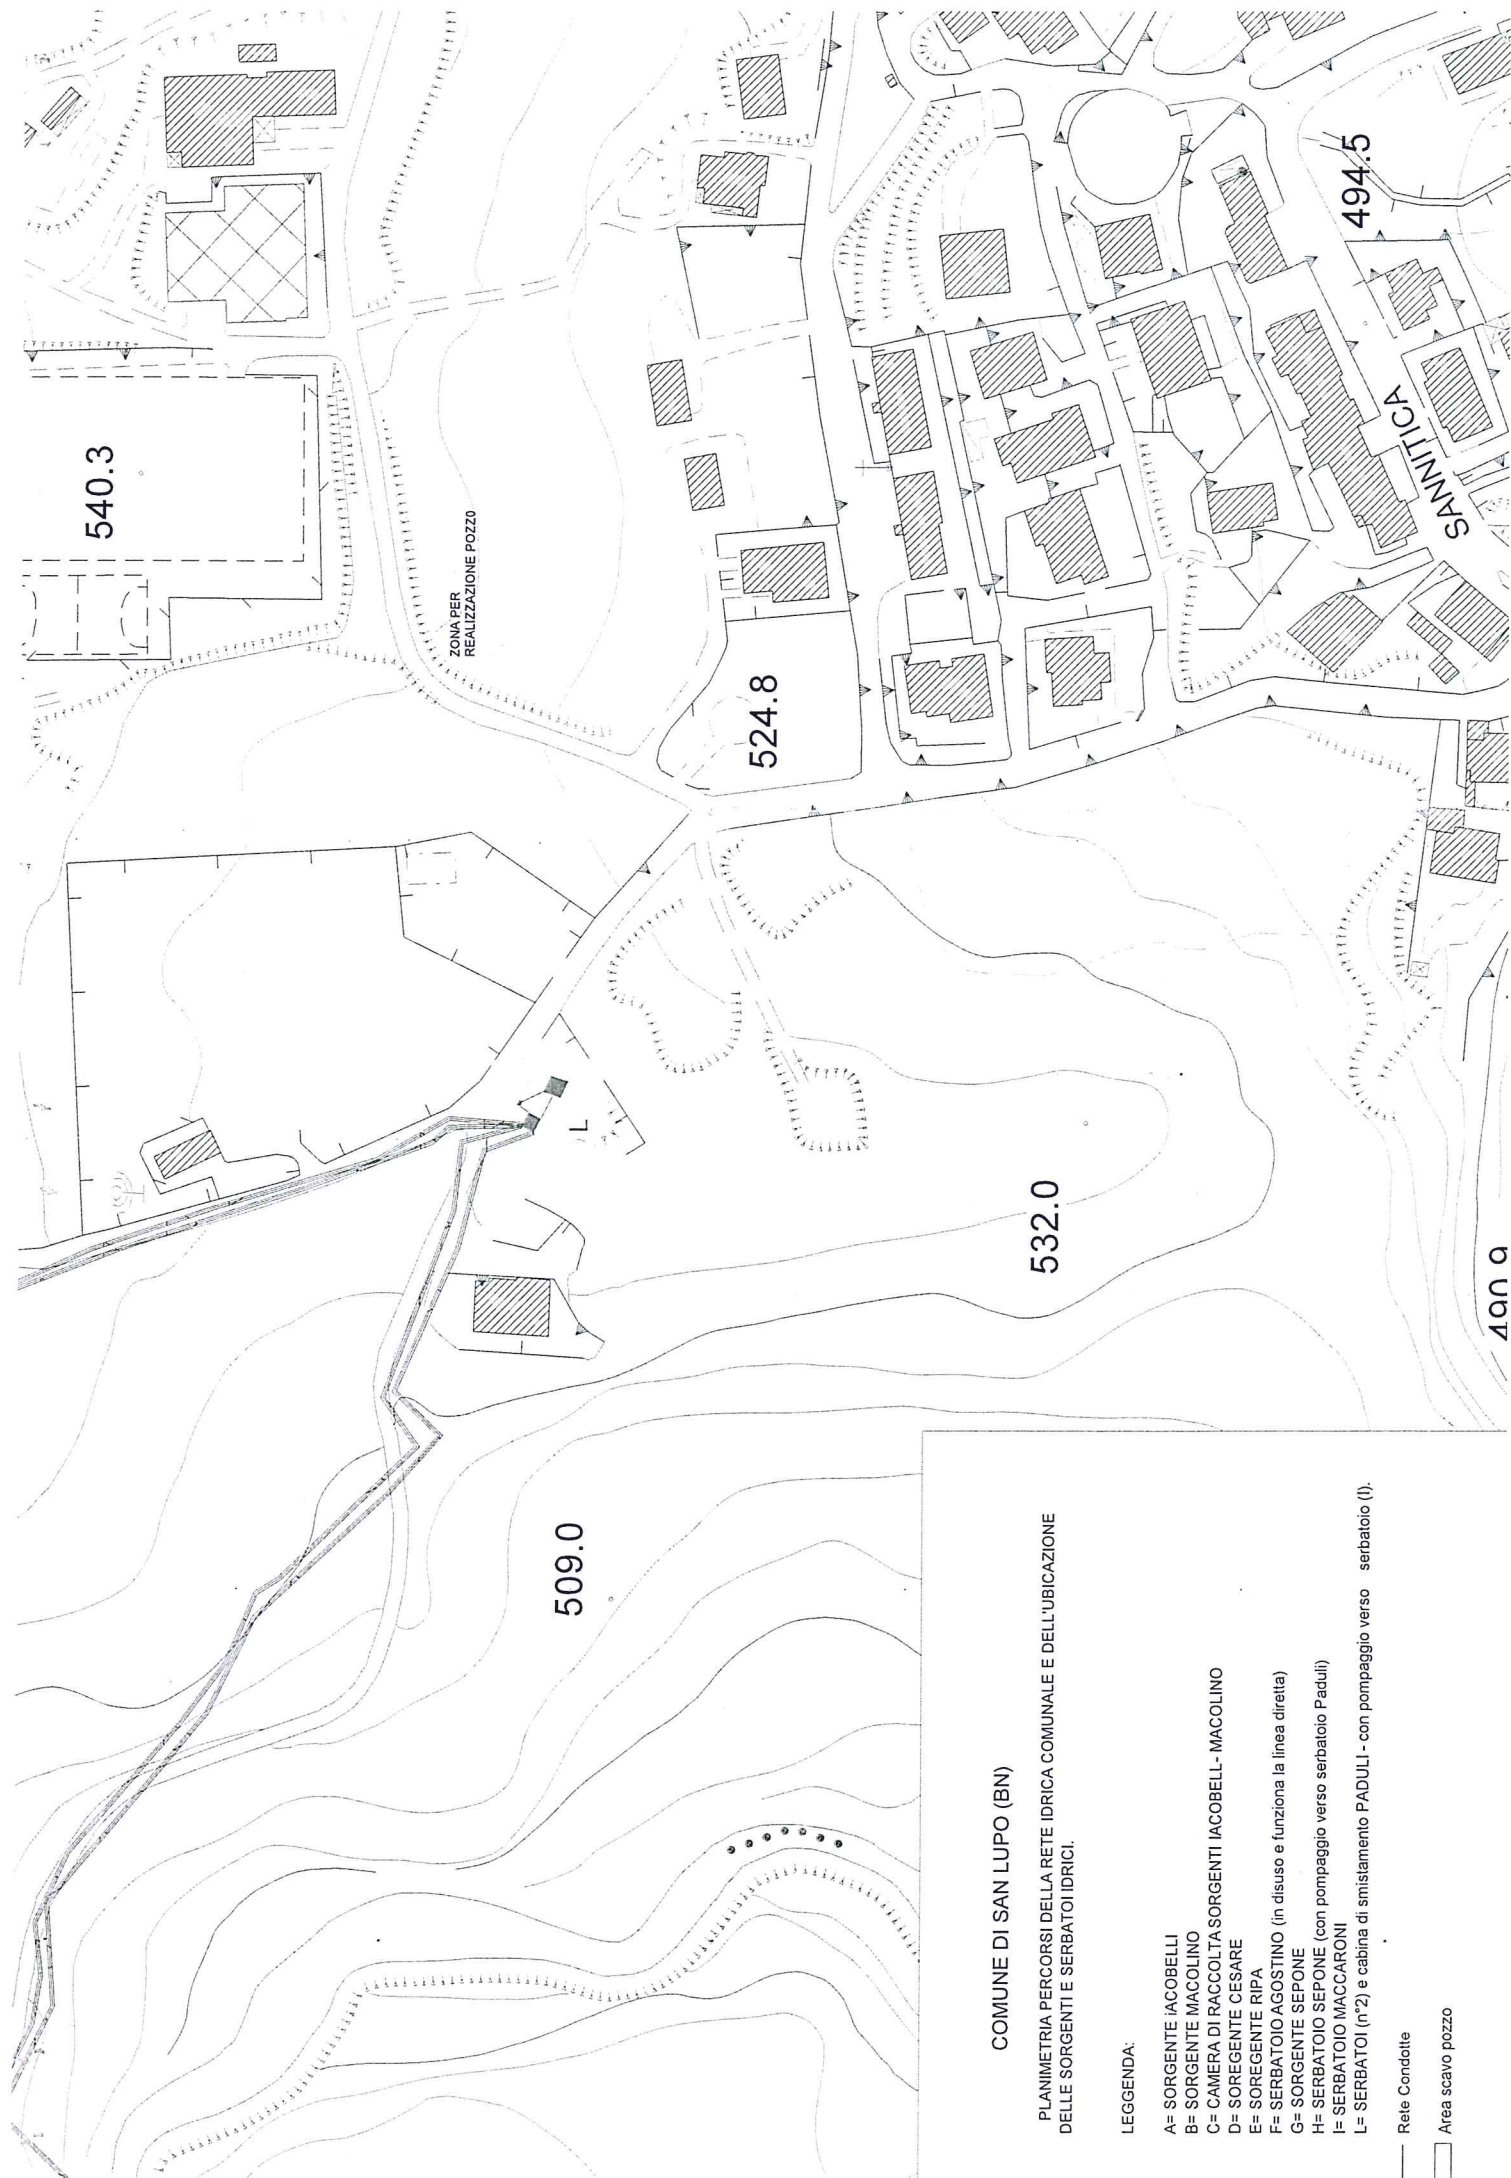 540.3
ZONA PER
REALIZZAZIONE POZZO
524.8
494.5
SANNITICA
L
532.0
509.0
COMUNE DI SAN LUPO (BN)
PLANIMETRIA PERCORSI DELLA RETE IDRICA COMUNALE E DELL'UBICAZIONE
DELLE SORGENTI E SERBATOI IDRICI.
LEGGENDA:
A= SORGENTE iACOBELLI
B= SORGENTE MACOLINO
C= CAMERA DI RACCOLTA SORGENTI IACOBELL- MACOLINO
D= SOREGENTE CESARE
E= SOREGENTE RIPA
F= SERBATOIO AGOSTINO (in disuso e funziona la linea diretta)
G= SORGENTE SEPONE
H= SERBATOIO SEPONE (con pompaggio verso serbatoio Paduli)
I= SERBATOIO MACCARONI
L= SERBATOI (n°2) e cabina di smistamento PADULI - con pompaggio verso serbatoio (I).
Rete Condotte
Area scavo pozzo